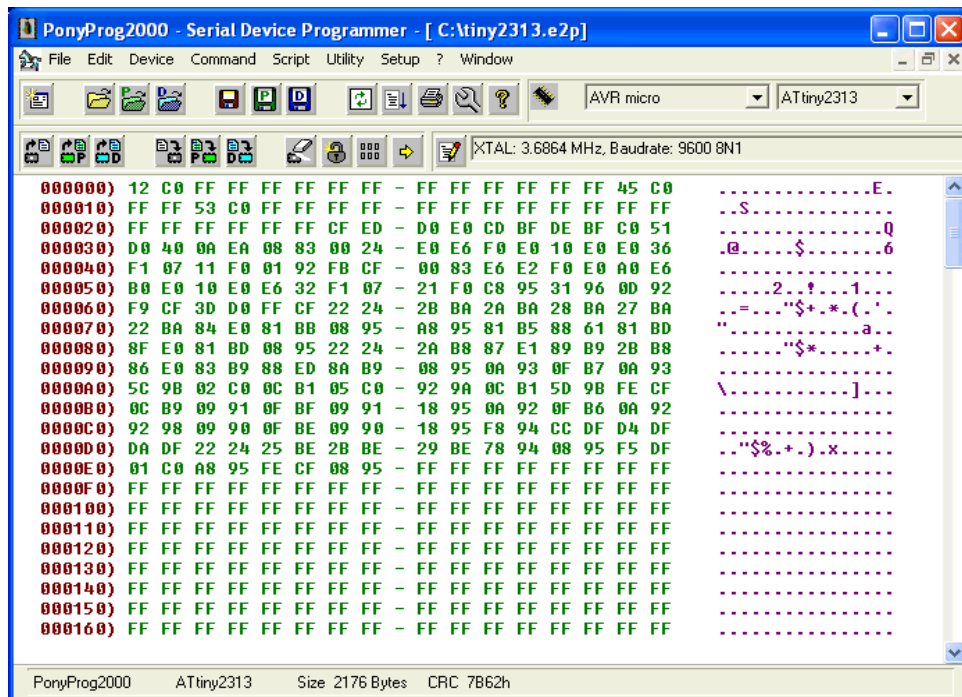 PonyProg2000 - Serial Device Programmer - [ C:\tiny2313.e2p]
File Edit Device Command Script Utility Setup ? Window
AVR micro ATtiny2313
XTAL: 3.6864 MHz, Baudrate: 9600 8N1
000000) 12 C0 FF FF FF FF FF FF - FF FF FF FF FF FF 45 C0 ..............E.
000010) FF FF 53 C0 FF FF FF FF - FF FF FF FF FF FF FF FF ..S.............
000020) FF FF FF FF FF FF CF ED - D0 E0 CD BF DE BF C0 51 ...............Q
000030) D0 40 0A EA 08 83 00 24 - E0 E6 F0 E0 10 E0 E0 36 .@.....$.......6
000040) F1 07 11 F0 01 92 FB CF - 00 83 E6 E2 F0 E0 A0 E6 ................
000050) B0 E0 10 E0 E6 32 F1 07 - 21 F0 C8 95 31 96 0D 92 .....2..!...1...
000060) F9 CF 3D D0 FF CF 22 24 - 2B BA 2A BA 28 BA 27 BA ..=..."$+.*.(.'.
000070) 22 BA 84 E0 81 BB 08 95 - A8 95 81 B5 88 61 81 BD ".............a..
000080) 8F E0 81 BD 08 95 22 24 - 2A B8 87 E1 89 B9 2B B8 ......"$*.....+.
000090) 86 E0 83 B9 88 ED 8A B9 - 08 95 0A 93 0F B7 0A 93 ................
0000A0) 5C 9B 02 C0 0C B1 05 C0 - 92 9A 0C B1 5D 9B FE CF \...........]...
0000B0) 0C B9 09 91 0F BF 09 91 - 18 95 0A 92 0F B6 0A 92 ................
0000C0) 92 98 09 90 0F BE 09 90 - 18 95 F8 94 CC DF D4 DF ................
0000D0) DA DF 22 24 25 BE 2B BE - 29 BE 78 94 08 95 F5 DF .."$%.+.).x.....
0000E0) 01 C0 A8 95 FE CF 08 95 - FF FF FF FF FF FF FF FF ................
0000F0) FF FF FF FF FF FF FF FF - FF FF FF FF FF FF FF FF ................
000100) FF FF FF FF FF FF FF FF - FF FF FF FF FF FF FF FF ................
000110) FF FF FF FF FF FF FF FF - FF FF FF FF FF FF FF FF ................
000120) FF FF FF FF FF FF FF FF - FF FF FF FF FF FF FF FF ................
000130) FF FF FF FF FF FF FF FF - FF FF FF FF FF FF FF FF ................
000140) FF FF FF FF FF FF FF FF - FF FF FF FF FF FF FF FF ................
000150) FF FF FF FF FF FF FF FF - FF FF FF FF FF FF FF FF ................
000160) FF FF FF FF FF FF FF FF - FF FF FF FF FF FF FF FF ................
PonyProg2000 ATtiny2313 Size 2176 Bytes CRC 7B62h